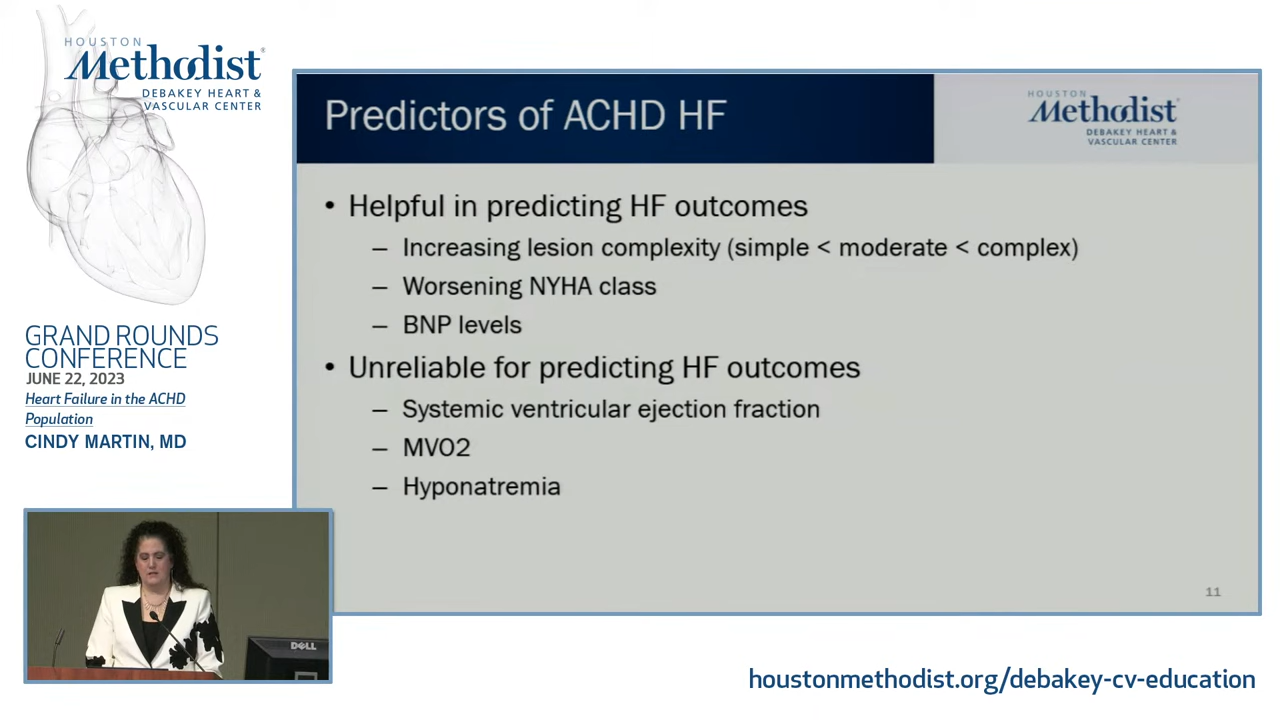 HOUSTON
Methodist®
DEBAKEY HEART &
VASCULAR CENTER
GRAND ROUNDS
CONFERENCE
JUNE 22, 2023
Heart Failure in the ACHD
Population
CINDY MARTIN, MD
Predictors of ACHD HF
HOUSTON
Methodist
DEBAKEY HEART &
VASCULAR CENTER
• Helpful in predicting HF outcomes
– Increasing lesion complexity (simple < moderate < complex)
– Worsening NYHA class
– BNP levels
• Unreliable for predicting HF outcomes
– Systemic ventricular ejection fraction
– MVO2
– Hyponatremia
11
DELL
houstonmethodist.org/debakey-cv-education